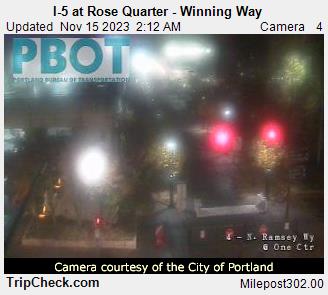 I-5 at Rose Quarter - Winning Way
Updated Nov 15 2023 2:12 AM Camera 4
PBOT
PORTLAND BUREAU OF TRANSPORTATION
4 - N. Ramsey Wy
@ One Ctr
Camera courtesy of the City of Portland
TripCheck.com Milepost302.00